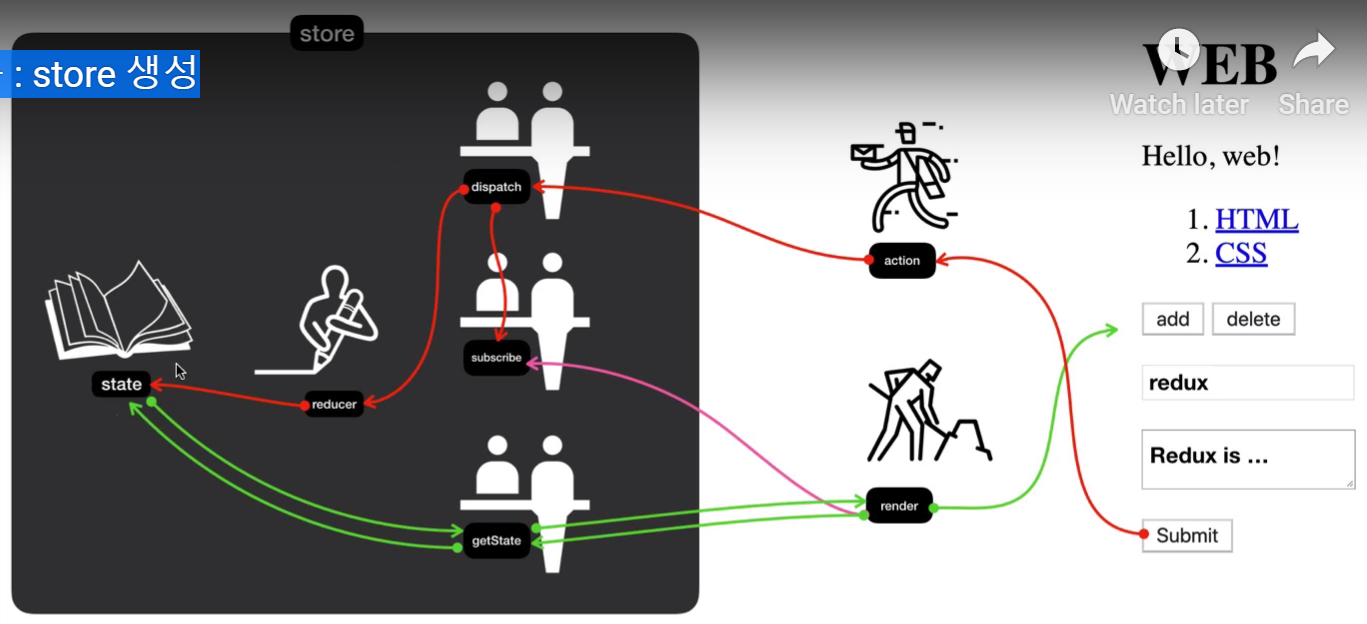 store
: store 생성
dispatch
subscribe
state
reducer
getState
action
render
WEB
Watch later
Share
Hello, web!
1. HTML
2. CSS
add
delete
redux
Redux is ...
Submit